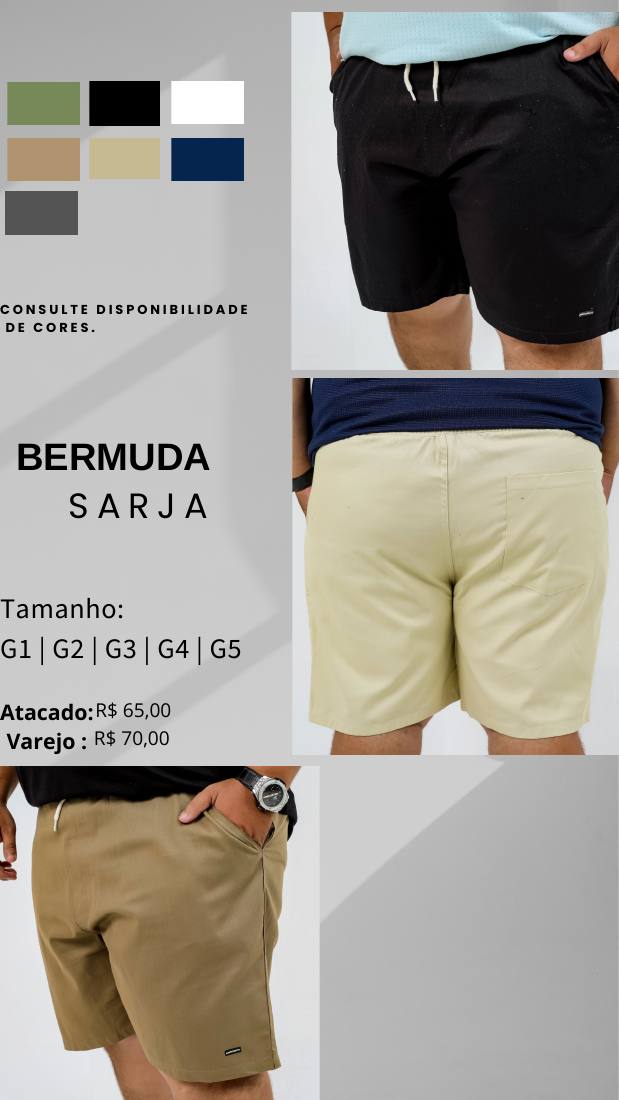 CONSULTE DISPONIBILIDADE
DE CORES.
BERMUDA
SARJA
Tamanho:
G1 | G2 | G3 | G4 | G5
Atacado: R$ 65,00
Varejo : R$ 70,00